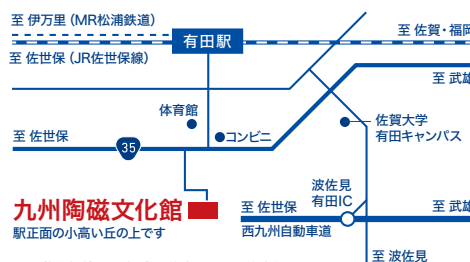 至 伊万里（MR松浦鉄道）
有田駅
至 佐賀・福岡
至 佐世保（JR佐世保線）
至 武雄
体育館
コンビニ
佐賀大学
有田キャンパス
至 佐世保
35
九州陶磁文化館
駅正面の小高い丘の上です
波佐見
有田IC
至 佐世保
至 武雄
西九州自動車道
至 波佐見